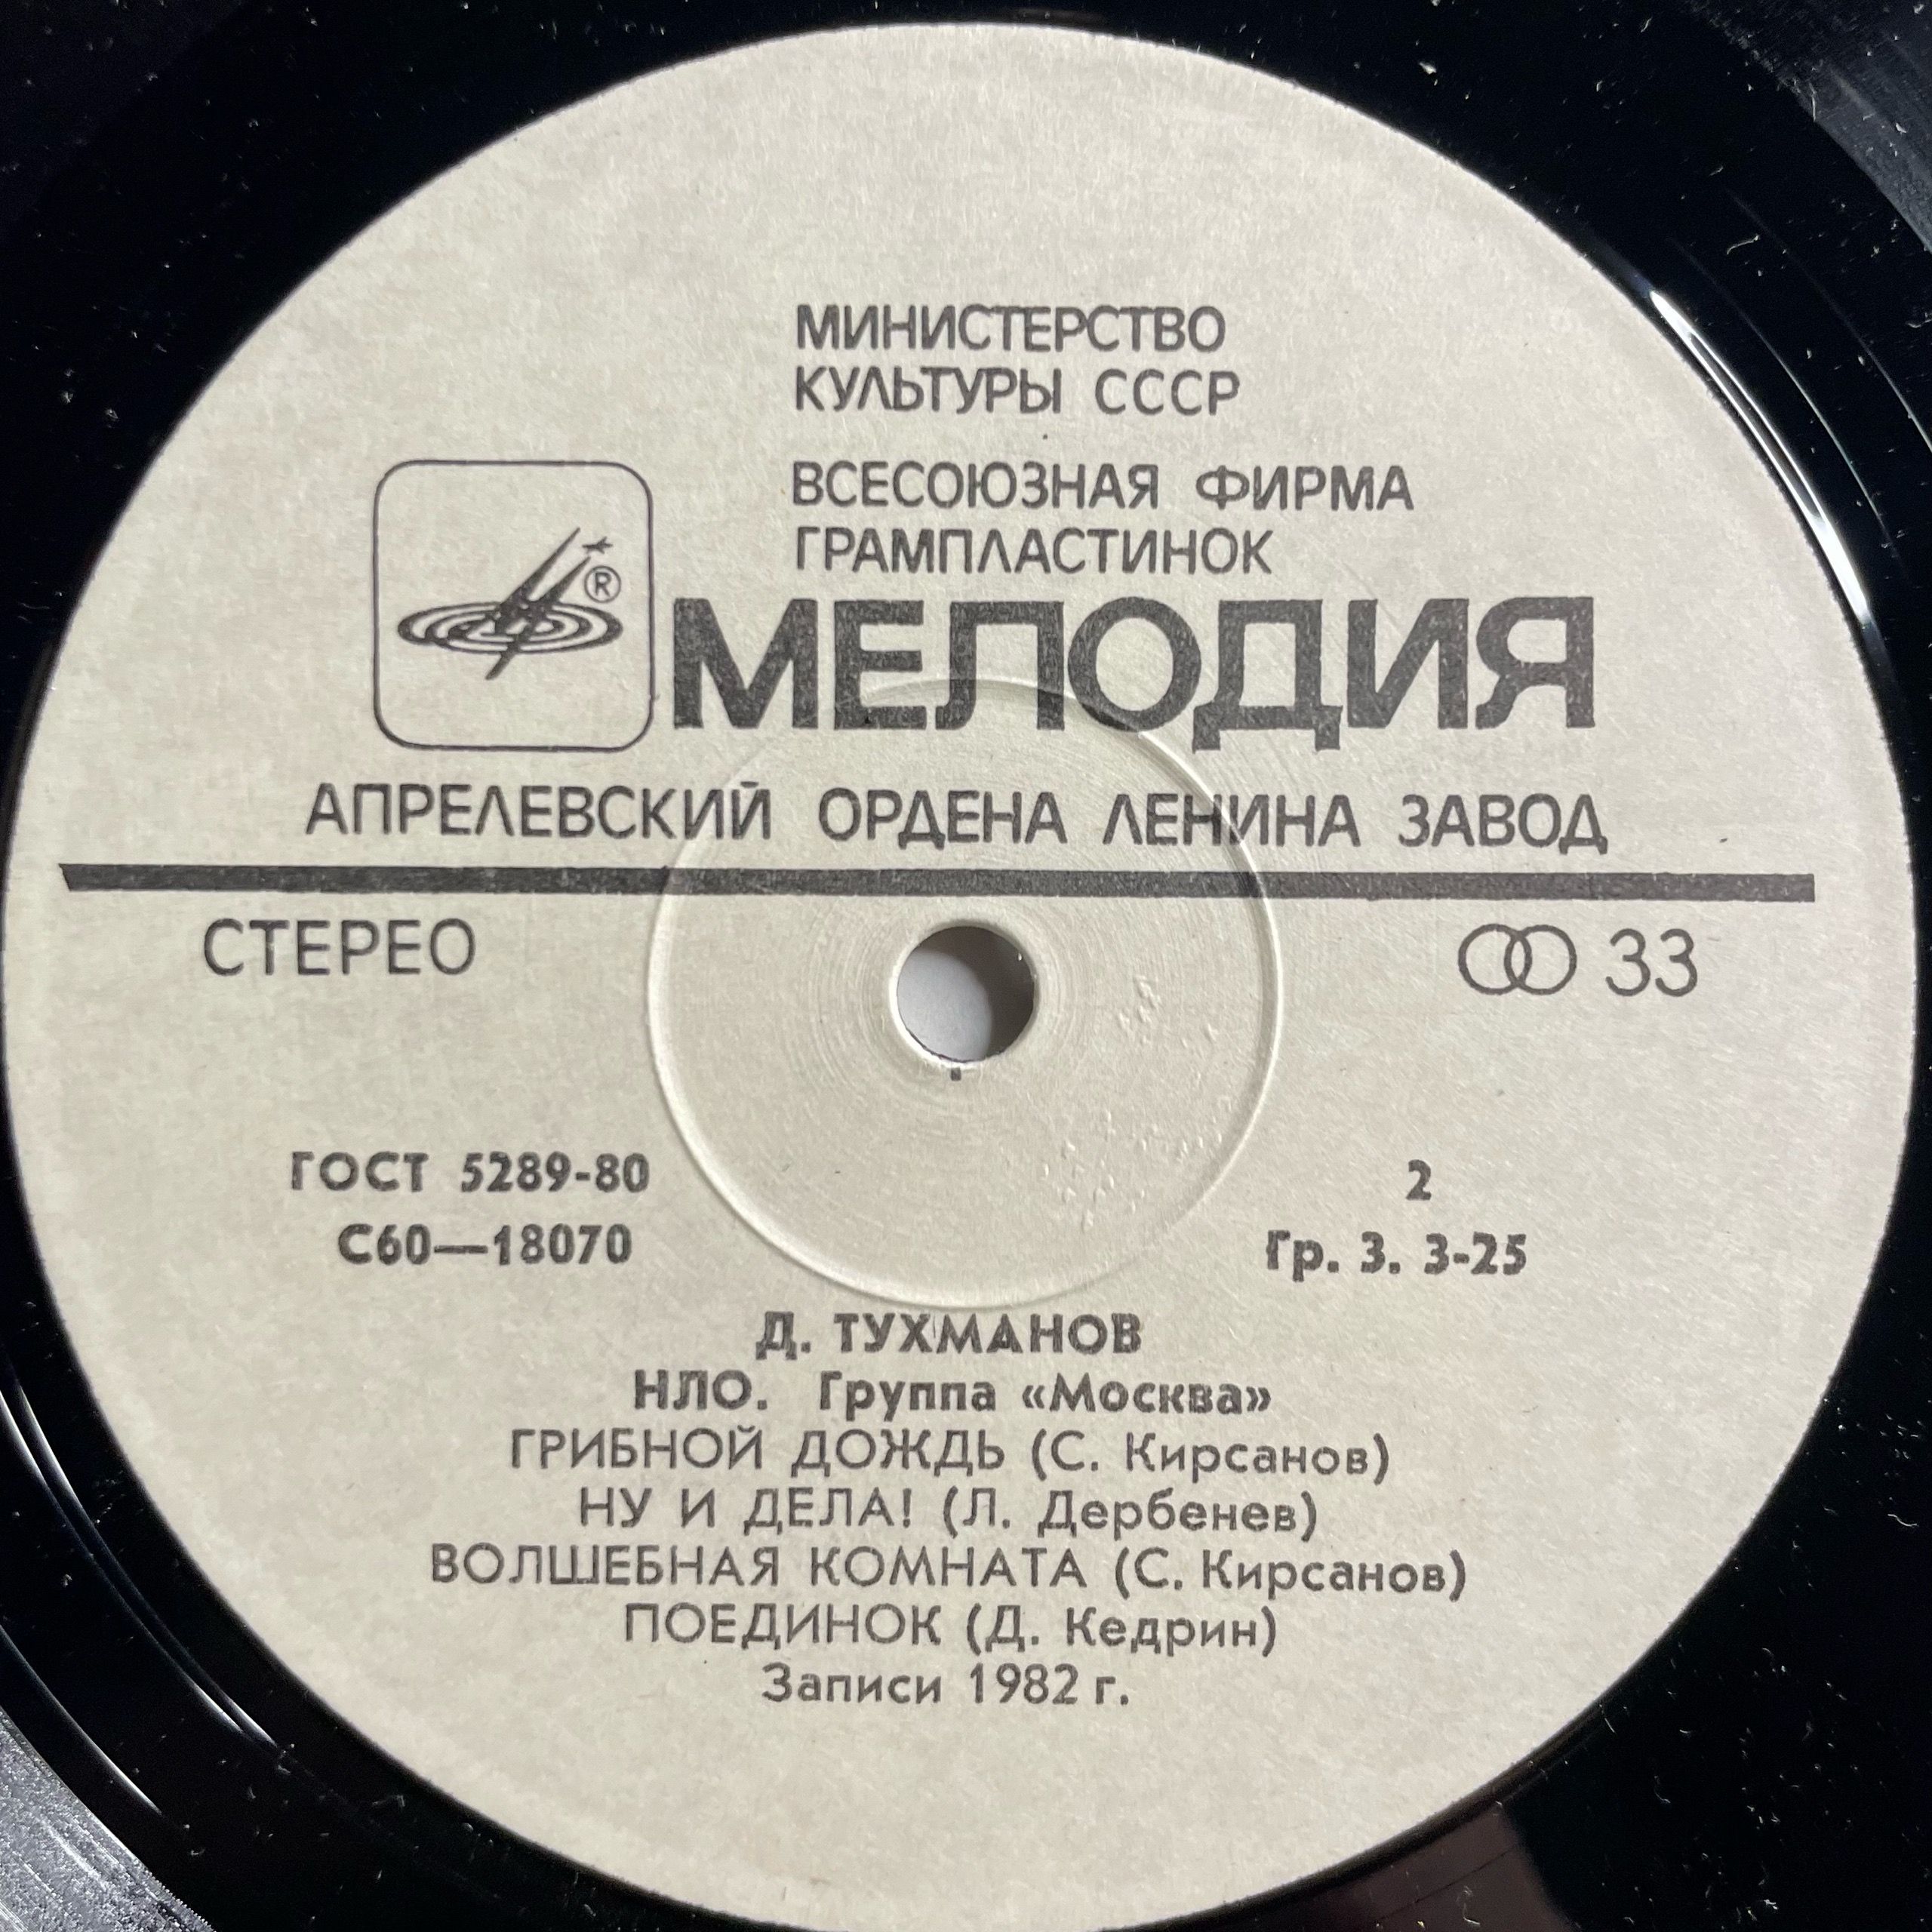 МИНИСТЕРСТВО
КУЛЬТУРЫ СССР
ВСЕСОЮЗНАЯ ФИРМА
ГРАМПЛАСТИНОК
®
МЕЛОДИЯ
АПРЕЛЕВСКИЙ ОРДЕНА ЛЕНИНА ЗАВОД
СТЕРЕО 33
ГОСТ 5289-80 2
С60—18070 Гр. 3. 3-25
Д. ТУХМАНОВ
НЛО. Группа «Москва»
ГРИБНОЙ ДОЖДЬ (С. Кирсанов)
НУ И ДЕЛА! (Л. Дербенев)
ВОЛШЕБНАЯ КОМНАТА (С. Кирсанов)
ПОЕДИНОК (Д. Кедрин)
Записи 1982 г.